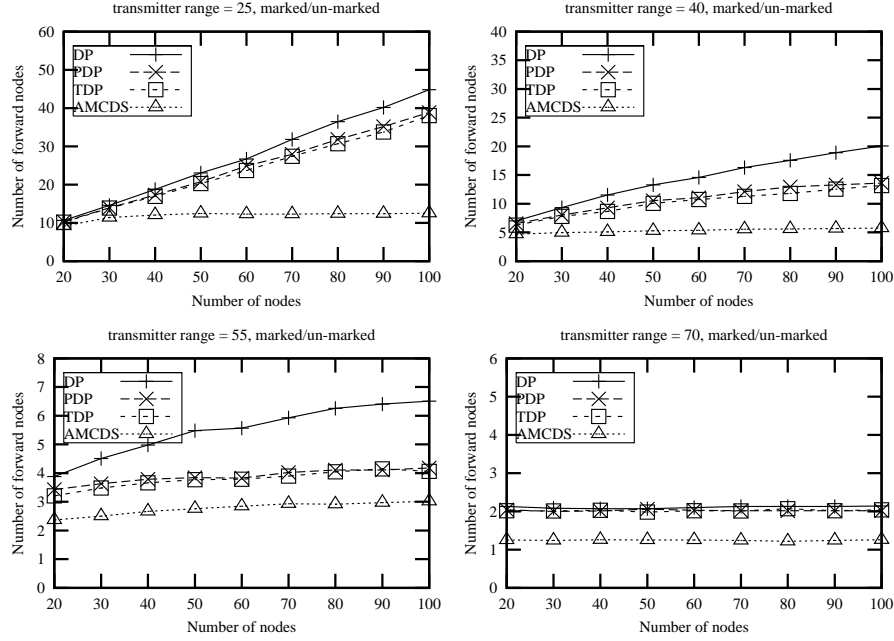 transmitter range = 25, marked/un-marked
60
50
40
30
20
10
0
Number of forward nodes
DP
PDP
TDP
AMCDS
20 30 40 50 60 70 80 90 100
Number of nodes
transmitter range = 40, marked/un-marked
40
35
30
25
20
15
10
5
0
Number of forward nodes
DP
PDP
TDP
AMCDS
20 30 40 50 60 70 80 90 100
Number of nodes
transmitter range = 55, marked/un-marked
8
7
6
5
4
3
2
1
0
Number of forward nodes
DP
PDP
TDP
AMCDS
20 30 40 50 60 70 80 90 100
Number of nodes
transmitter range = 70, marked/un-marked
6
5
4
3
2
1
0
Number of forward nodes
DP
PDP
TDP
AMCDS
20 30 40 50 60 70 80 90 100
Number of nodes